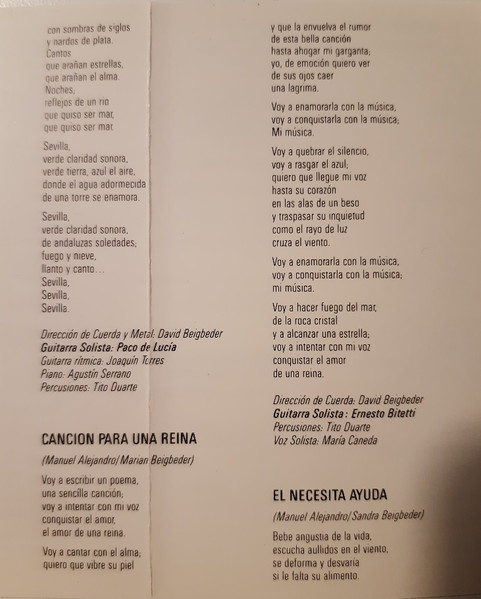 con sombras de siglos
y nardos de plata.
Cantos
que arañan estrellas,
que arañan el alma.
Noches,
reflejos de un rio
que quiso ser mar,
que quiso ser mar.
Sevilla,
verde claridad sonora,
verde tierra, azul el aire,
donde el agua adormecida
de una torre se enamora.
Sevilla,
verde claridad sonora,
de andaluzas soledades;
fuego y nieve,
llanto y canto...
Sevilla,
Sevilla,
Sevilla.
Dirección de Cuerda y Metal: David Beigbeder
Guitarra Solista: Paco de Lucía
Guitarra rítmica: Joaquín Torres
Piano: Agustín Serrano
Percusiones: Tito Duarte
CANCION PARA UNA REINA
(Manuel Alejandro/Marian Beigbeder)
Voy a escribir un poema,
una sencilla canción;
voy a intentar con mi voz
conquistar el amor,
el amor de una reina.
Voy a cantar con el alma;
quiero que vibre su piel
y que la envuelva el rumor
de esta bella canción
hasta ahogar mi garganta;
yo, de emoción quiero ver
de sus ojos caer
una lagrima.
Voy a enamorarla con la música,
voy a conquistarla con la música;
Mi música.
Voy a quebrar el silencio,
voy a rasgar el azul;
quiero que llegue mi voz
hasta su corazón
en las alas de un beso
y traspasar su inquietud
como el rayo de luz
cruza el viento.
Voy a enamorarla con la música,
voy a conquistarla con la música;
mi música.
Voy a hacer fuego del mar,
de la roca cristal
y a alcanzar una estrella;
voy a intentar con mi voz
conquistar el amor
de una reina.
Dirección de Cuerda: David Beigbeder
Guitarra Solista: Ernesto Bitetti
Percusiones: Tito Duarte
Voz Solista: María Caneda
EL NECESITA AYUDA
(Manuel Alejandro/Sandra Beigbeder)
Bebe angustia de la vida,
escucha aullidos en el viento,
se deforma y desvaria
si le falta su alimento.